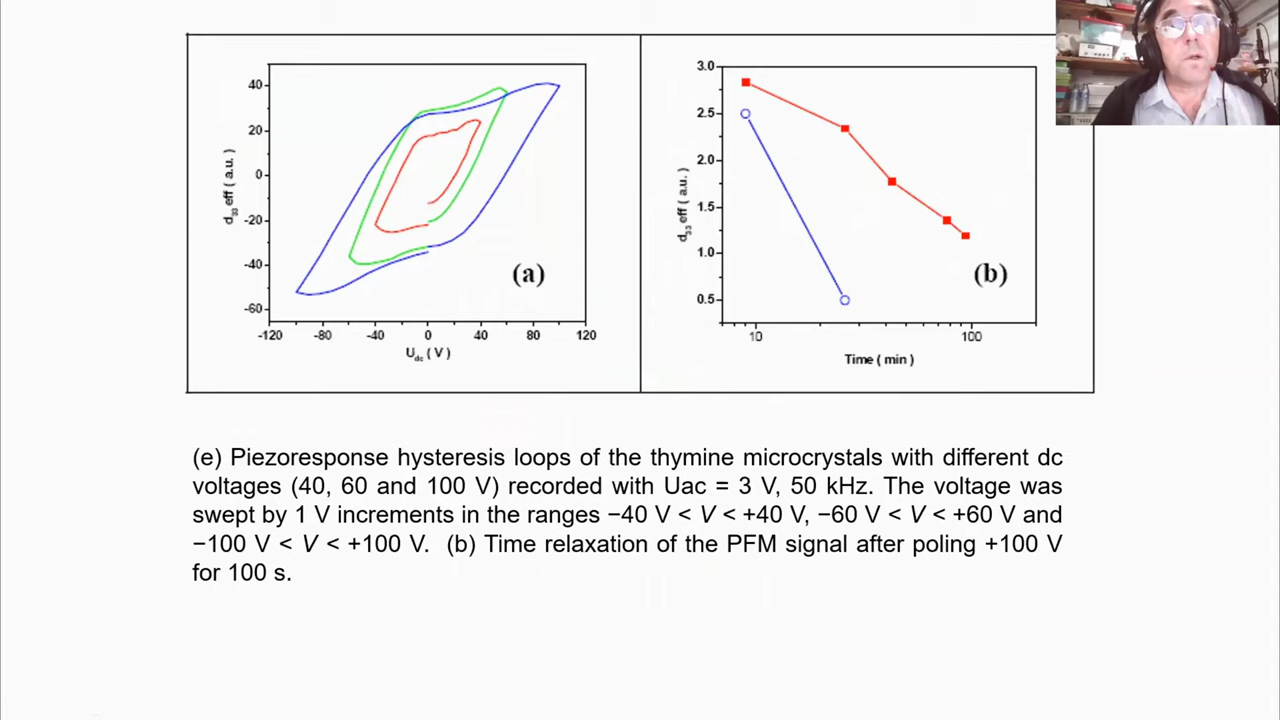 40
20
0
-20
-40
-60
d33 eff ( a.u. )
-120 -80 -40 0 40 80 120
Udc ( V )
(a)
3.0
2.5
2.0
1.5
1.0
0.5
d33 eff ( a.u. )
10 100
Time ( min )
(b)
(e) Piezoresponse hysteresis loops of the thymine microcrystals with different dc
voltages (40, 60 and 100 V) recorded with Uac = 3 V, 50 kHz. The voltage was
swept by 1 V increments in the ranges −40 V < V < +40 V, −60 V < V < +60 V and
−100 V < V < +100 V. (b) Time relaxation of the PFM signal after poling +100 V
for 100 s.